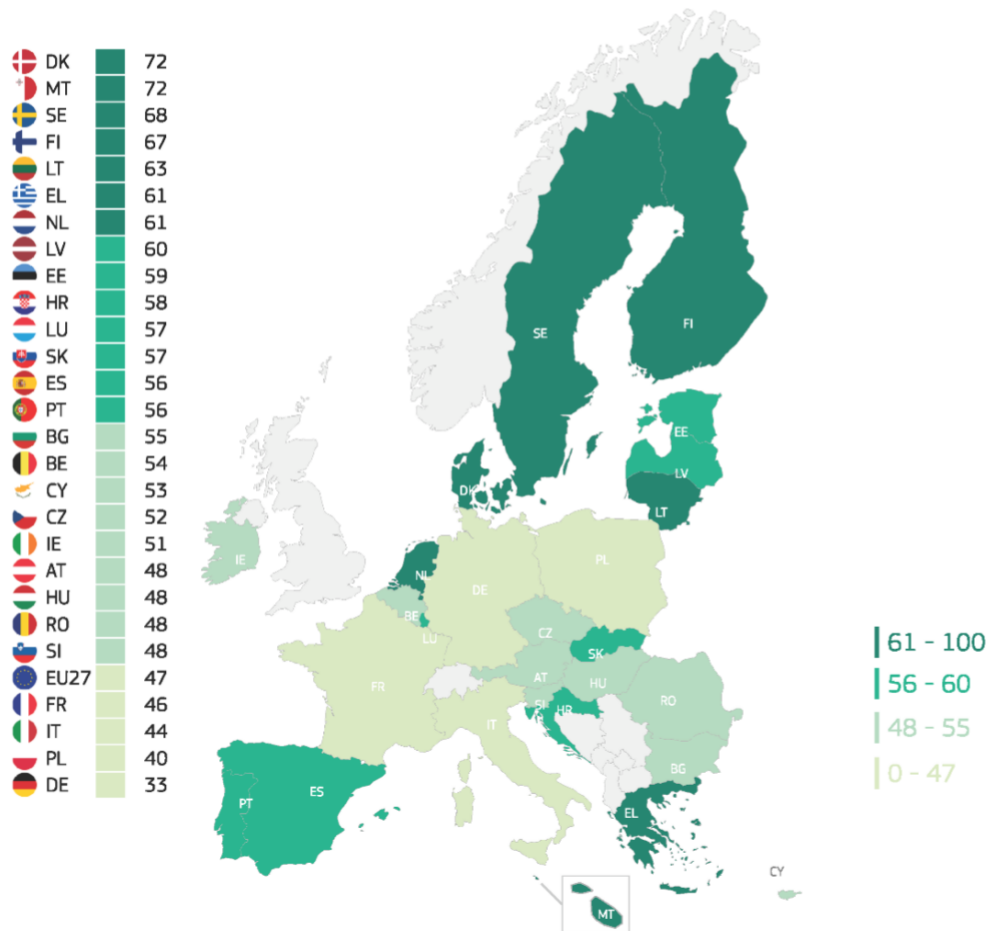 DK 72
MT 72
SE 68
FI 67
LT 63
EL 61
NL 61
LV 60
EE 59
HR 58
LU 57
SK 57
ES 56
PT 56
BG 55
BE 54
CY 53
CZ 52
IE 51
AT 48
HU 48
RO 48
SI 48
EU27 47
FR 46
IT 44
PL 40
DE 33
SE
FI
EE
LV
DK
LT
IE
NL
PL
DE
BE
CZ
LU
SK
AT
HU
FR
SI
HR
RO
IT
BG
ES
PT
EL
CY
MT
61 - 100
56 - 60
48 - 55
0 - 47